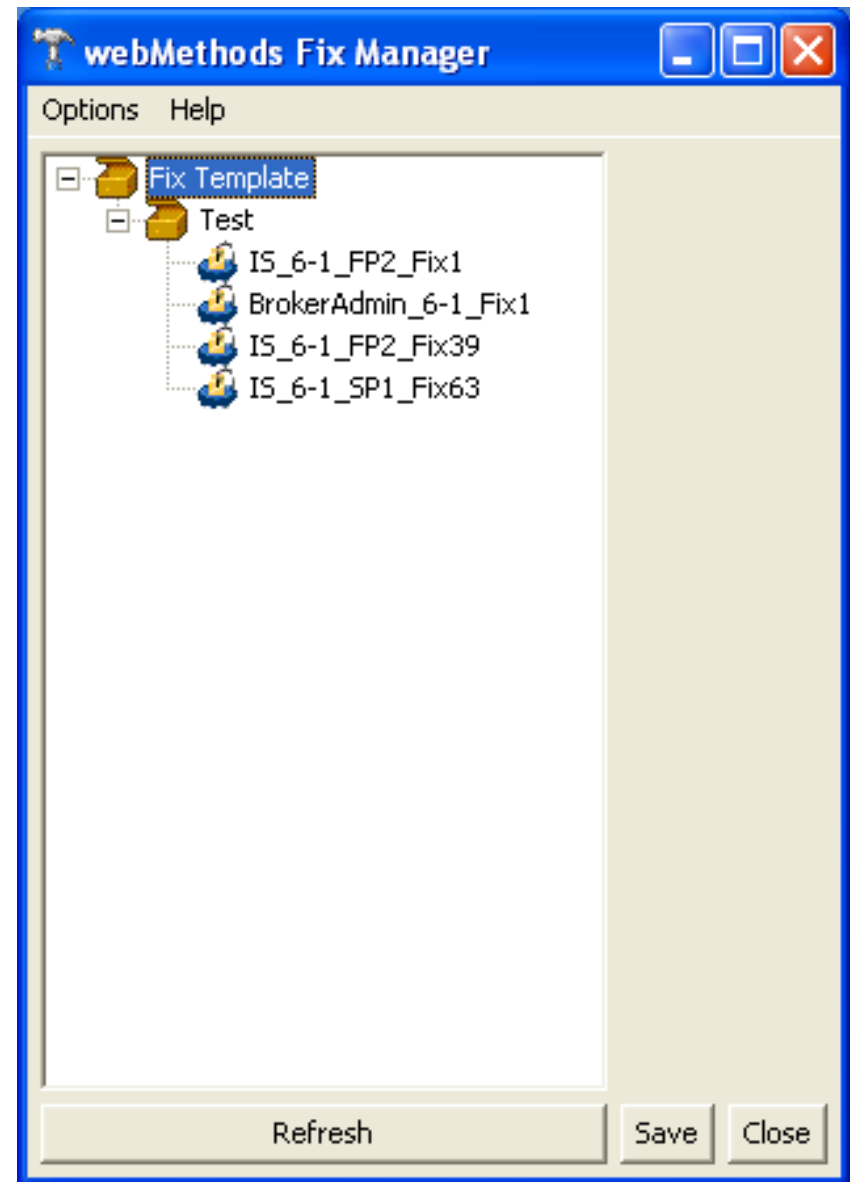 webMethods Fix Manager
Options Help
Fix Template
Test
IS_6-1_FP2_Fix1
BrokerAdmin_6-1_Fix1
IS_6-1_FP2_Fix39
IS_6-1_SP1_Fix63
Refresh Save Close